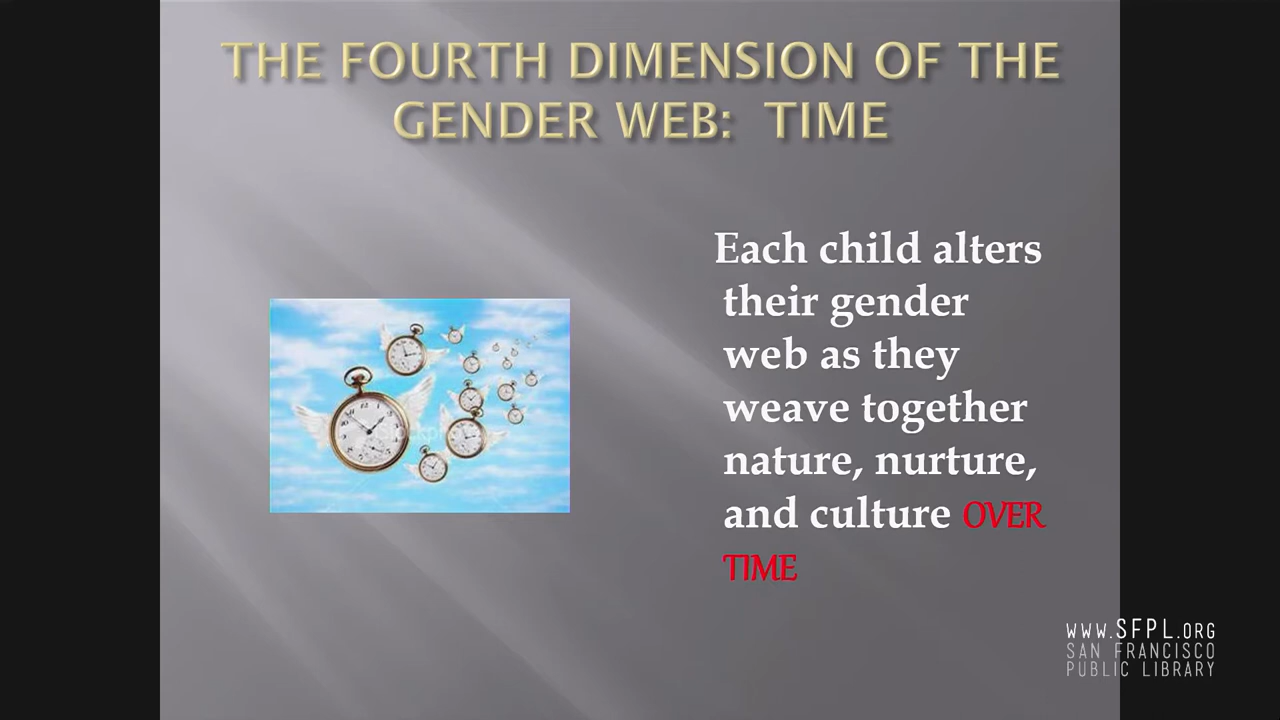 THE FOURTH DIMENSION OF THE
GENDER WEB: TIME
Each child alters
their gender
web as they
weave together
nature, nurture,
and culture OVER
TIME
WWW.SFPL.ORG
SAN FRANCISCO
PUBLIC LIBRARY